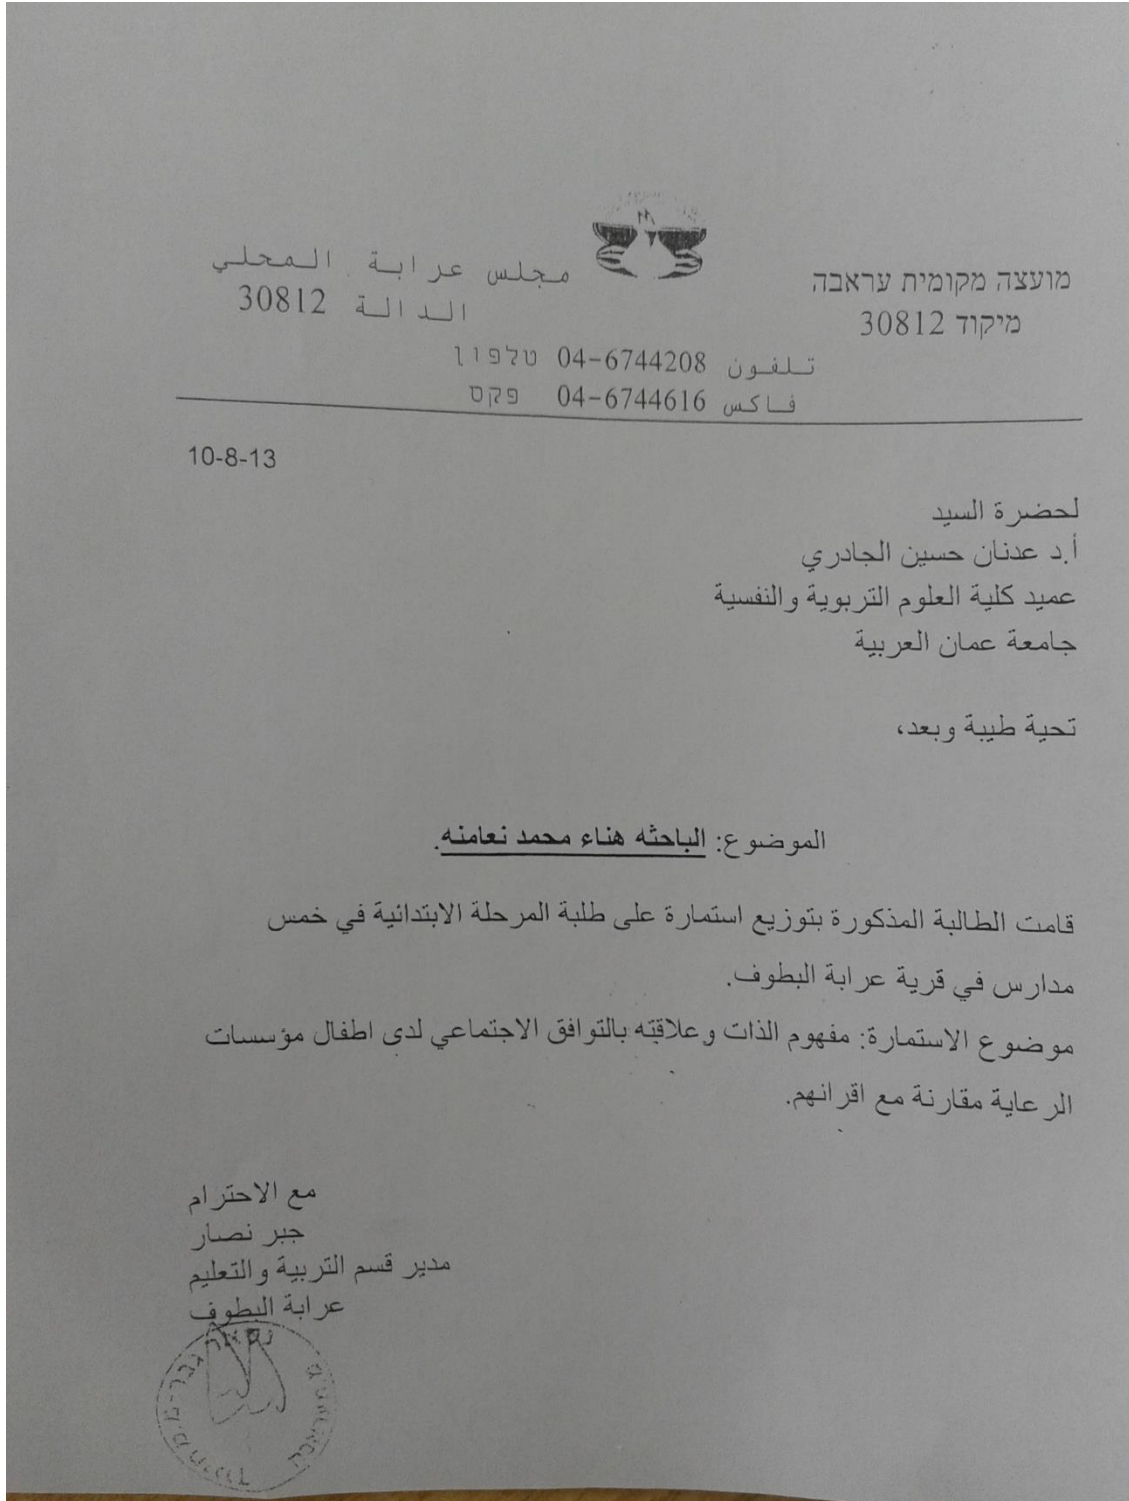 מועצה מקומית עראבה
מיקוד 30812
مجلس عرابة المحلي
الدالة 30812
تلفون 04-6744208 טלפון
فاكس 04-6744616 פקס
10-8-13
لحضرة السيد
أ.د عدنان حسين الجادري
عميد كلية العلوم التربوية والنفسية
جامعة عمان العربية
تحية طيبة وبعد،
الموضوع: الباحثه هناء محمد نعامنه.
قامت الطالبة المذكورة بتوزيع استمارة على طلبة المرحلة الابتدائية في خمس
مدارس في قرية عرابة البطوف.
موضوع الاستمارة: مفهوم الذات وعلاقته بالتوافق الاجتماعي لدى اطفال مؤسسات
الرعاية مقارنة مع اقرانهم.
مع الاحترام
جبر نصار
مدير قسم التربية والتعليم
عرابة البطوف